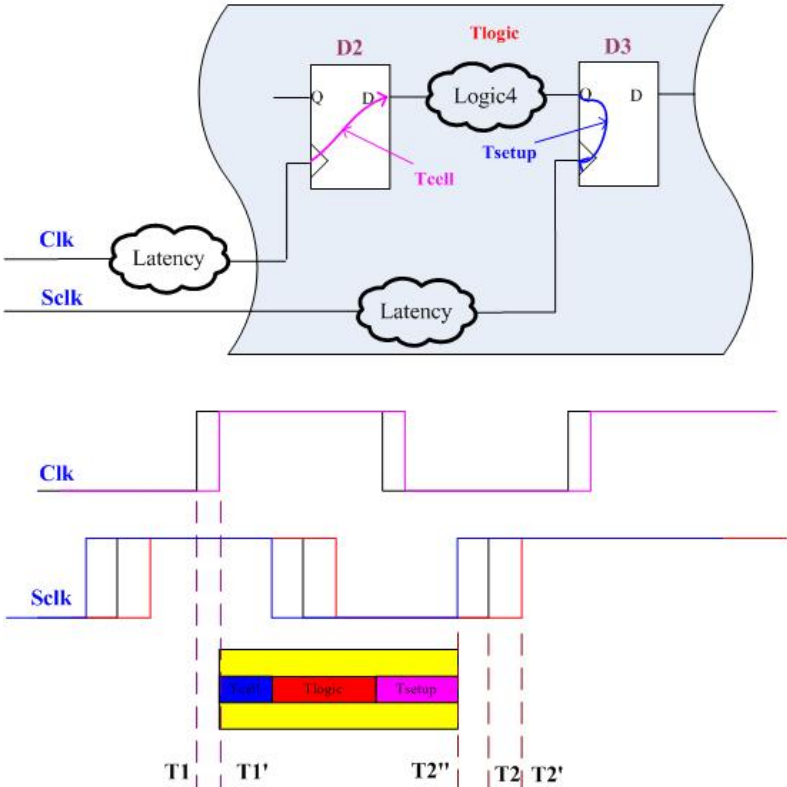 Tlogic
D2
D3
Q
D
Logic4
Q
D
Tsetup
Tcell
Clk
Latency
Sclk
Latency
Clk
Sclk
Tcell
Tlogic
Tsetup
T1
T1'
T2''
T2
T2'